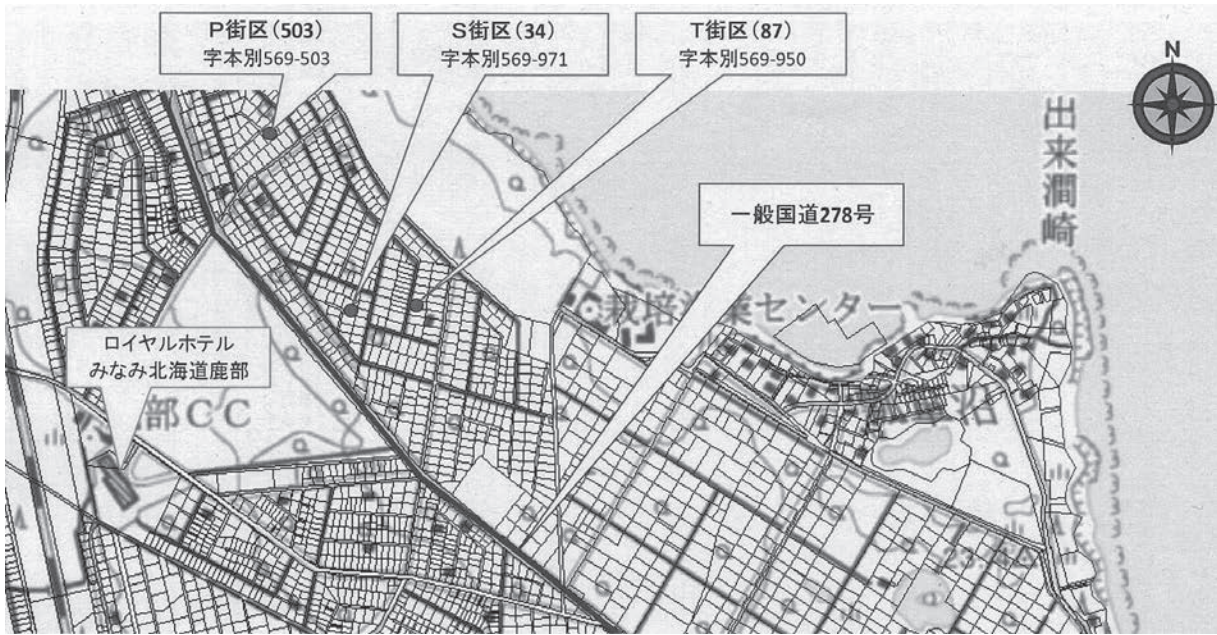 P街区(503)
字本別569-503
S街区(34)
字本別569-971
T街区(87)
字本別569-950
N
出来澗崎
一般国道278号
栽培漁業センター
ロイヤルホテル
みなみ北海道鹿部
部CC